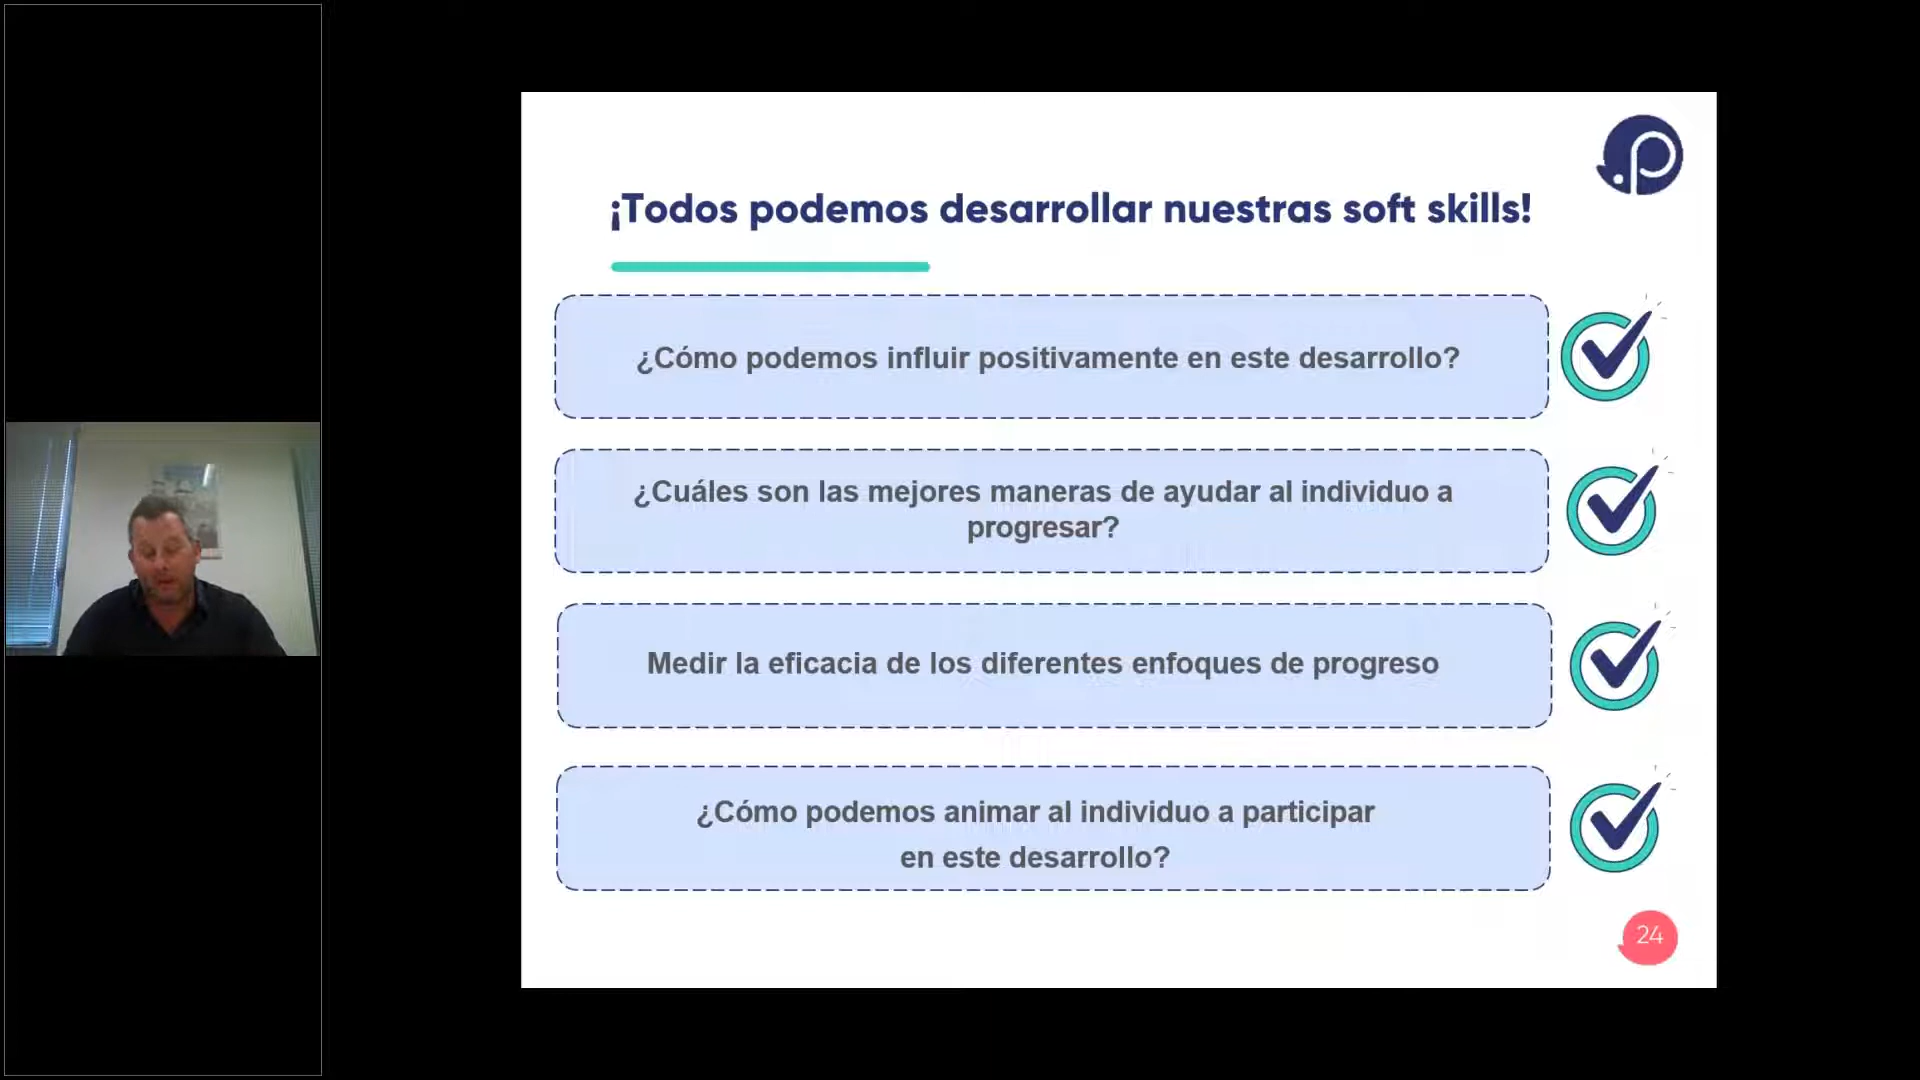 ¡Todos podemos desarrollar nuestras soft skills!
¿Cómo podemos influir positivamente en este desarrollo?
¿Cuáles son las mejores maneras de ayudar al individuo a
progresar?
Medir la eficacia de los diferentes enfoques de progreso
¿Cómo podemos animar al individuo a participar
en este desarrollo?
24